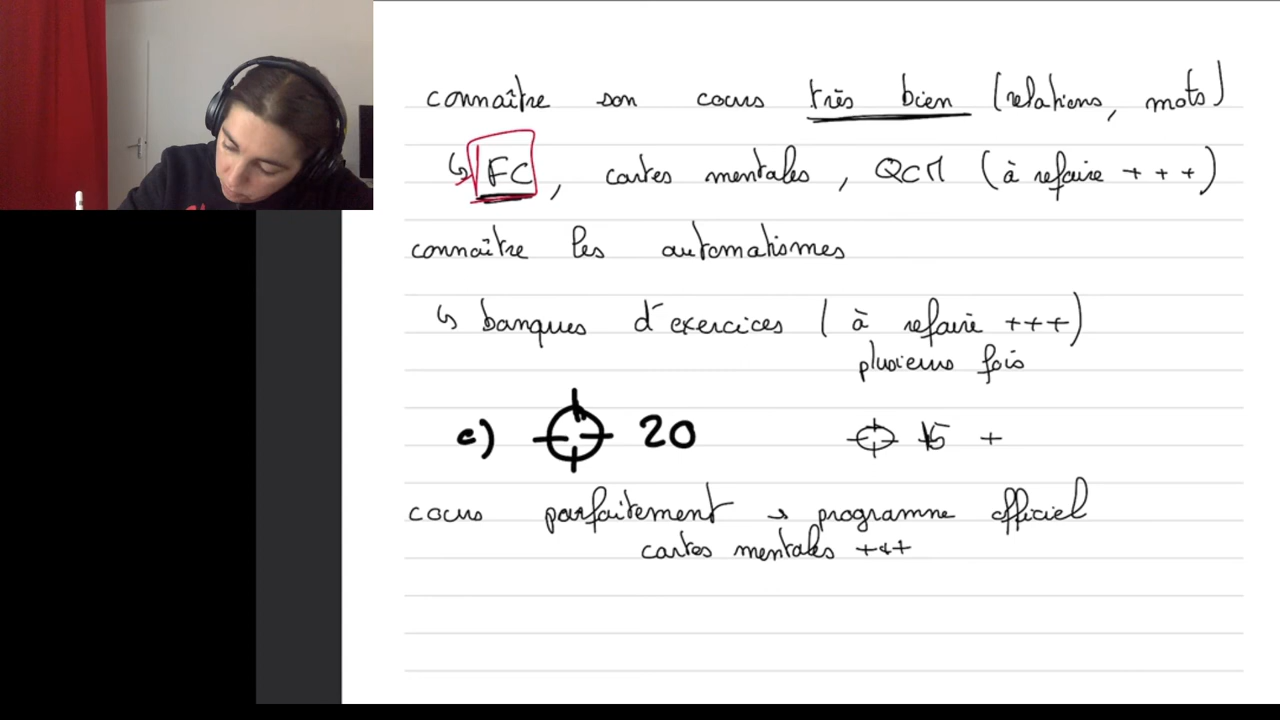 connaître son cours très bien (relations, mots)
↳ FC, cartes mentales, QCM (à refaire + + +)
connaître les automatismes
↳ banques d'exercices (à refaire +++)
plusieurs fois
c) 20 15 +
cours parfaitement → programme officiel
cartes mentales +++